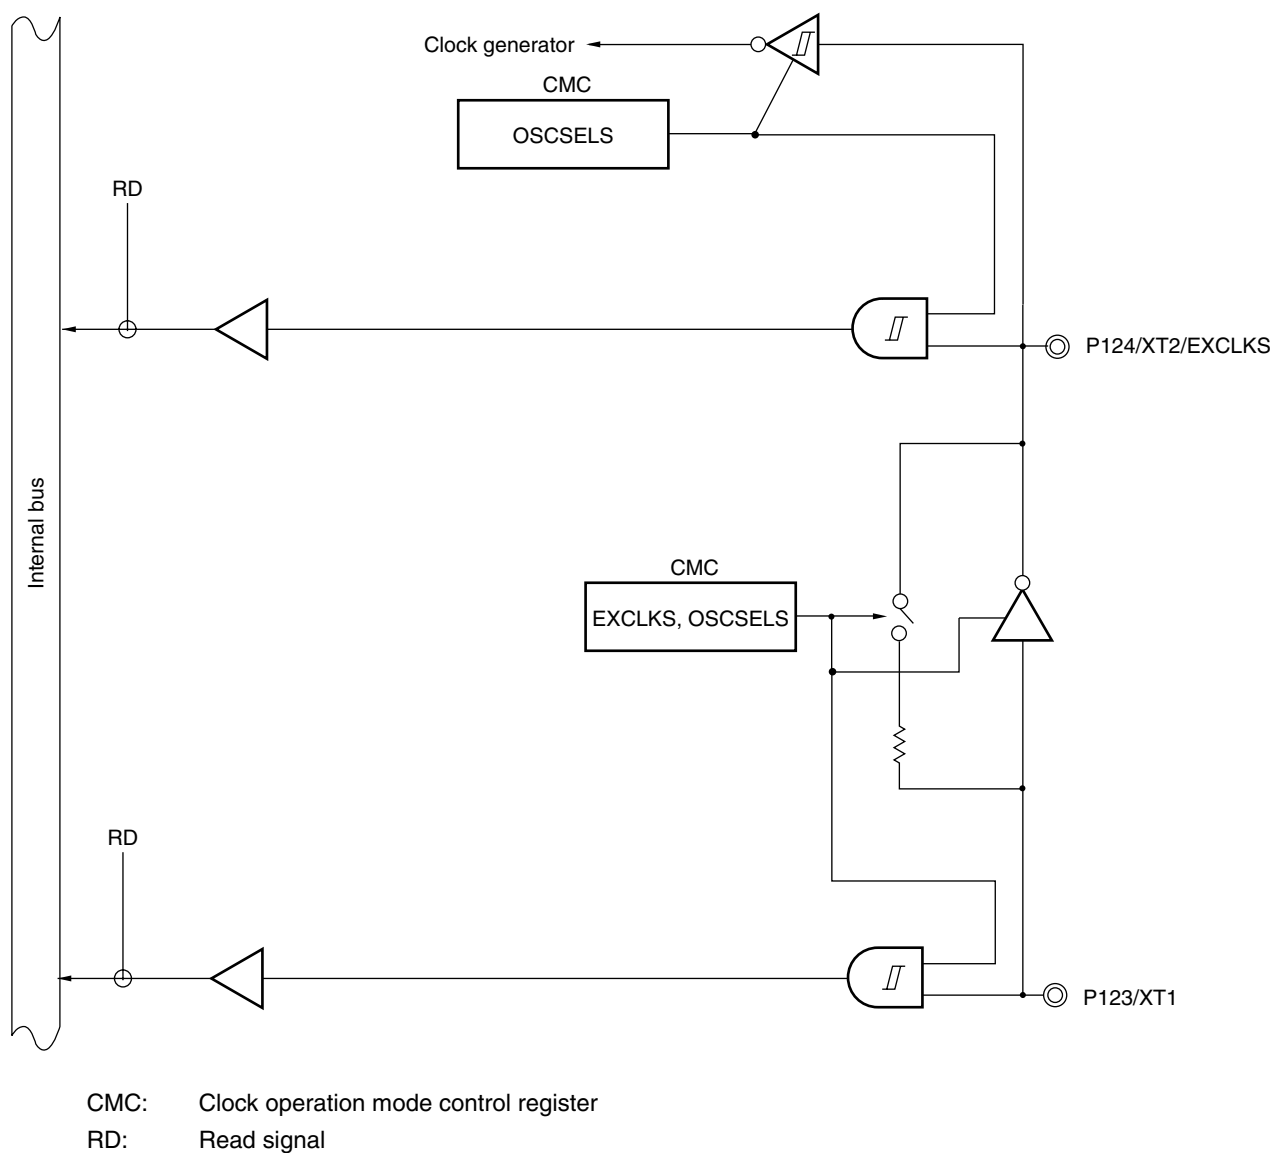 Clock generator
CMC
OSCSELS
RD
P124/XT2/EXCLKS
Internal bus
CMC
EXCLKS, OSCSELS
RD
P123/XT1
CMC: Clock operation mode control register
RD: Read signal